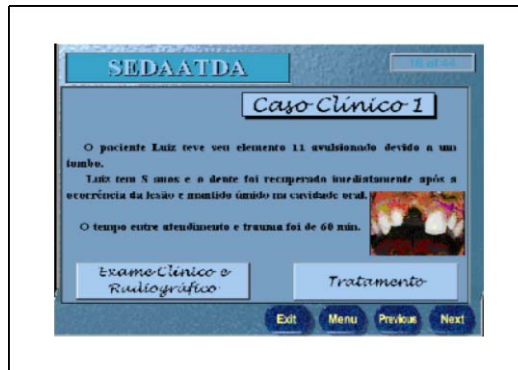 SEDAATDA
Caso Clínico 1
O paciente Luiz teve seu elemento 11 avulsionado devido a um
tombo.
Luiz tem 8 anos e o dente foi recuperado imediatamente após a
ocorrência da lesão e mantido úmido na cavidade oral.
O tempo entre atendimento e trauma foi de 60 min.
Exame Clínico e
Radiográfico
Tratamento
Exit Menu Previous Next